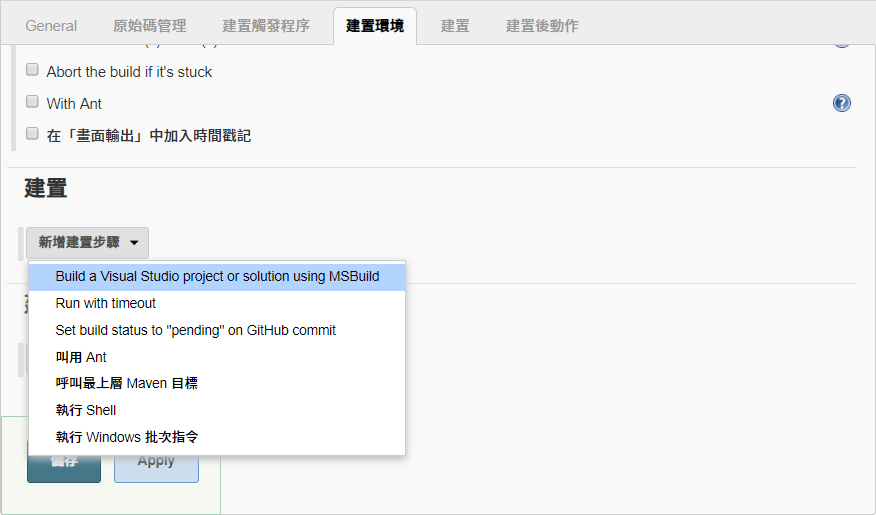 General
原始碼管理
建置觸發程序
建置環境
建置
建置後動作
Abort the build if it's stuck
With Ant
在「畫面輸出」中加入時間戳記
建置
新增建置步驟
Build a Visual Studio project or solution using MSBuild
Run with timeout
Set build status to "pending" on GitHub commit
叫用 Ant
呼叫最上層 Maven 目標
執行 Shell
執行 Windows 批次指令
儲存
Apply